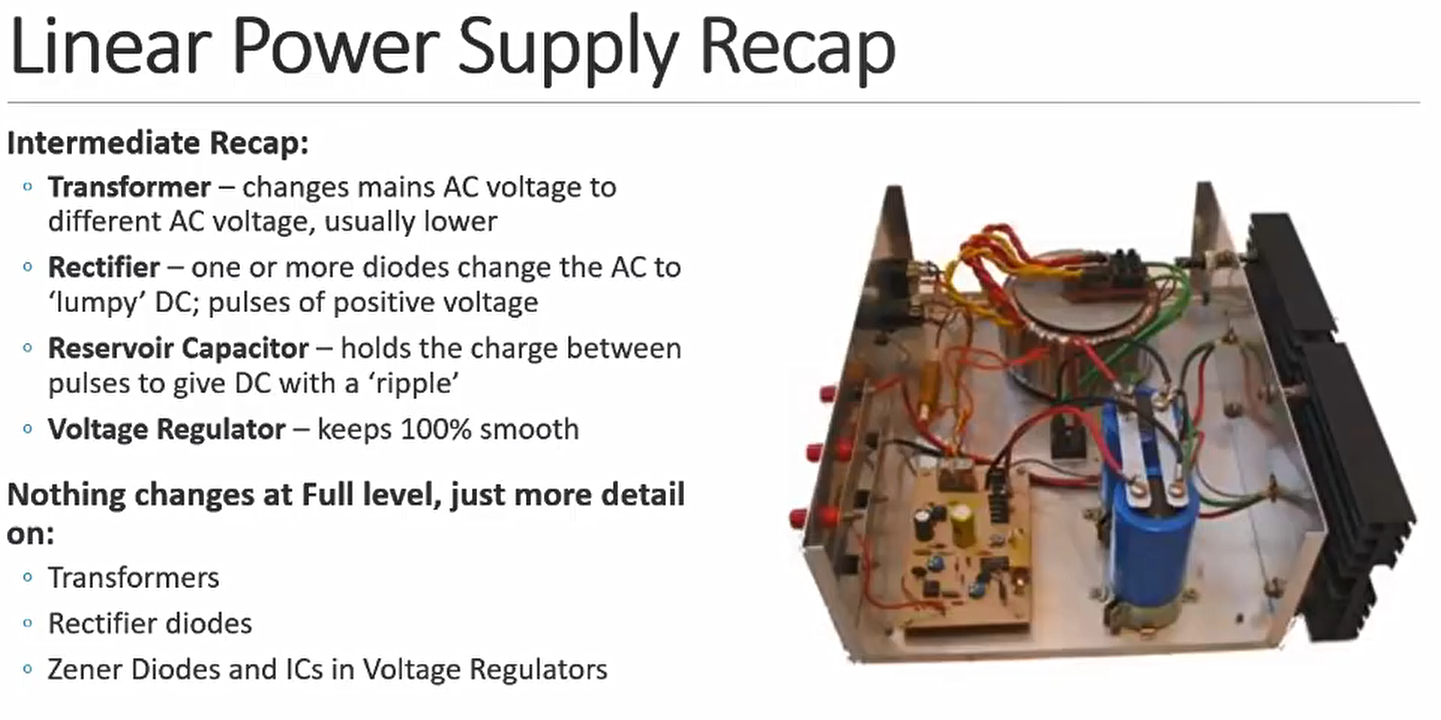 Linear Power Supply Recap
Intermediate Recap:
◦ Transformer – changes mains AC voltage to
different AC voltage, usually lower
◦ Rectifier – one or more diodes change the AC to
‘lumpy’ DC; pulses of positive voltage
◦ Reservoir Capacitor – holds the charge between
pulses to give DC with a ‘ripple’
◦ Voltage Regulator – keeps 100% smooth
Nothing changes at Full level, just more detail
on:
◦ Transformers
◦ Rectifier diodes
◦ Zener Diodes and ICs in Voltage Regulators